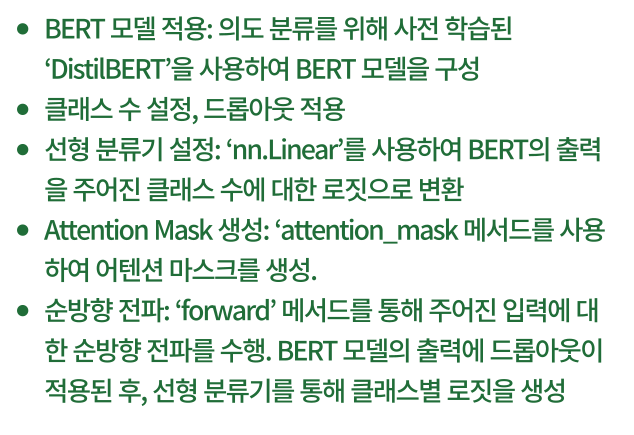 • BERT 모델 적용: 의도 분류를 위해 사전 학습된
‘DistilBERT’을 사용하여 BERT 모델을 구성
• 클래스 수 설정, 드롭아웃 적용
• 선형 분류기 설정: ‘nn.Linear’를 사용하여 BERT의 출력
을 주어진 클래스 수에 대한 로짓으로 변환
• Attention Mask 생성: ‘attention_mask 메서드를 사용
하여 어텐션 마스크를 생성.
• 순방향 전파: ‘forward’ 메서드를 통해 주어진 입력에 대
한 순방향 전파를 수행. BERT 모델의 출력에 드롭아웃이
적용된 후, 선형 분류기를 통해 클래스별 로짓을 생성